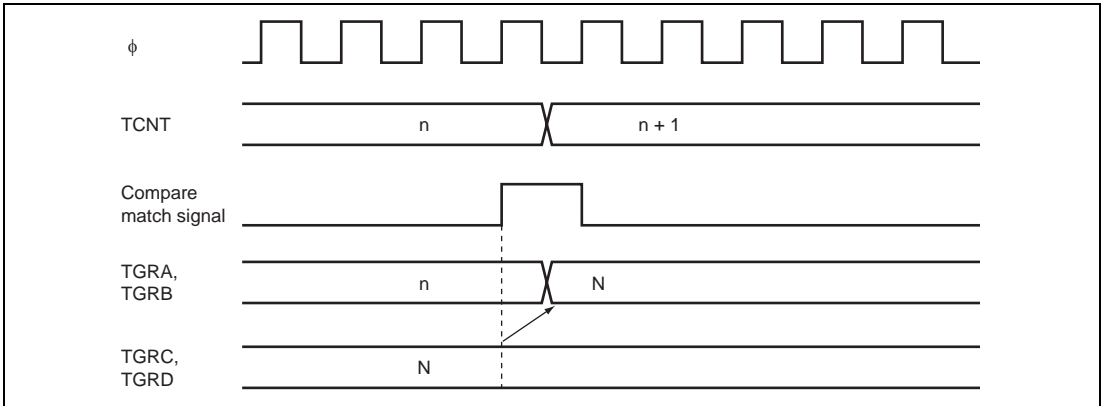 ϕ
TCNT
n
n + 1
Compare
match signal
TGRA,
TGRB
n
N
TGRC,
TGRD
N